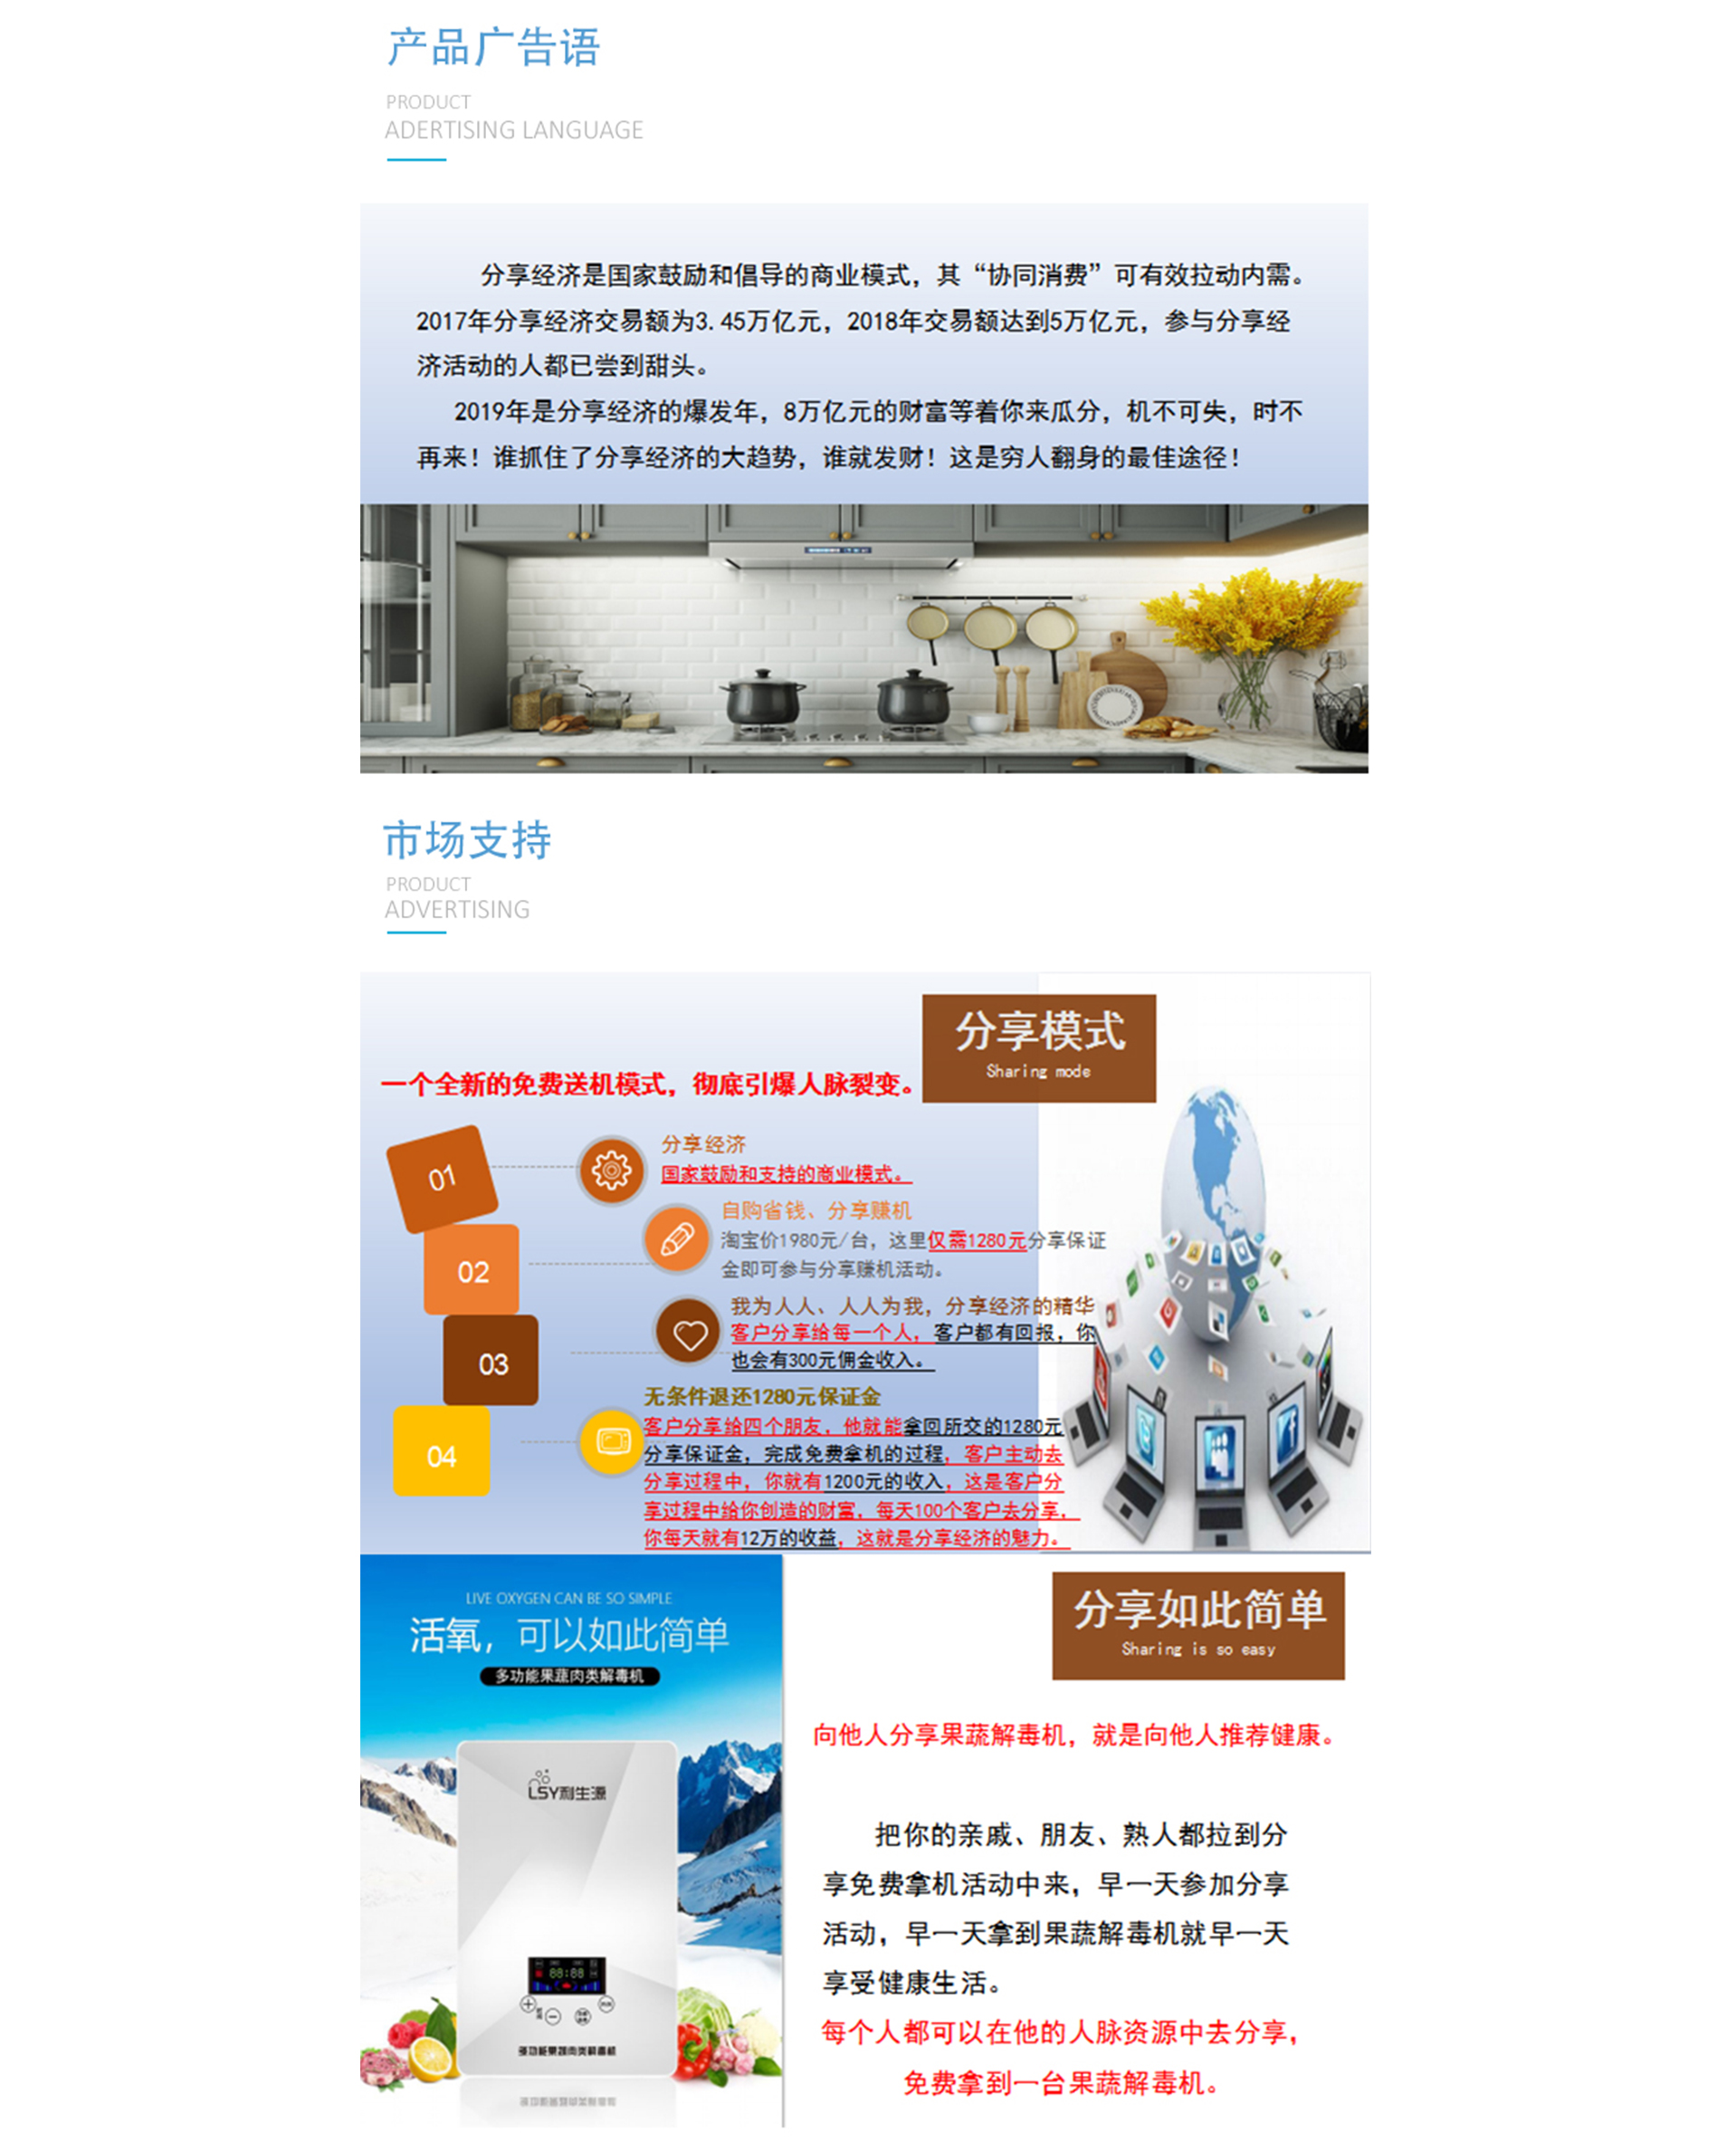 产品广告语
PRODUCT
ADERTISING LANGUAGE
分享经济是国家鼓励和倡导的商业模式，其“协同消费”可有效拉动内需。
2017年分享经济交易额为3.45万亿元，2018年交易额达到5万亿元，参与分享经
济活动的人都已尝到甜头。
2019年是分享经济的爆发年，8万亿元的财富等着你来瓜分，机不可失，时不
再来！谁抓住了分享经济的大趋势，谁就发财！这是穷人翻身的最佳途径！
市场支持
PRODUCT
ADVERTISING
分享模式
Sharing mode
一个全新的免费送机模式，彻底引爆人脉裂变。
01
分享经济
国家鼓励和支持的商业模式。
02
自购省钱、分享赚机
淘宝价1980元/台，这里仅需1280元分享保证
金即可参与分享赚机活动。
03
我为人人、人人为我，分享经济的精华
客户分享给每一个人，客户都有回报，你
也会有300元佣金收入。
04
无条件退还1280元保证金
客户分享给四个朋友，他就能拿回所交的1280元
分享保证金，完成免费拿机的过程，客户主动去
分享过程中，你就有1200元的收入，这是客户分
享过程中给你创造的财富，每天100个客户去分享，
你每天就有12万的收益，这就是分享经济的魅力。
LIVE OXYGEN CAN BE SO SIMPLE
活氧，可以如此简单
多功能果蔬肉类解毒机
LSY利生源
88:88
多功能果蔬肉类解毒机
分享如此简单
Sharing is so easy
向他人分享果蔬解毒机，就是向他人推荐健康。
把你的亲戚、朋友、熟人都拉到分
享免费拿机活动中来，早一天参加分享
活动，早一天拿到果蔬解毒机就早一天
享受健康生活。
每个人都可以在他的人脉资源中去分享，
免费拿到一台果蔬解毒机。